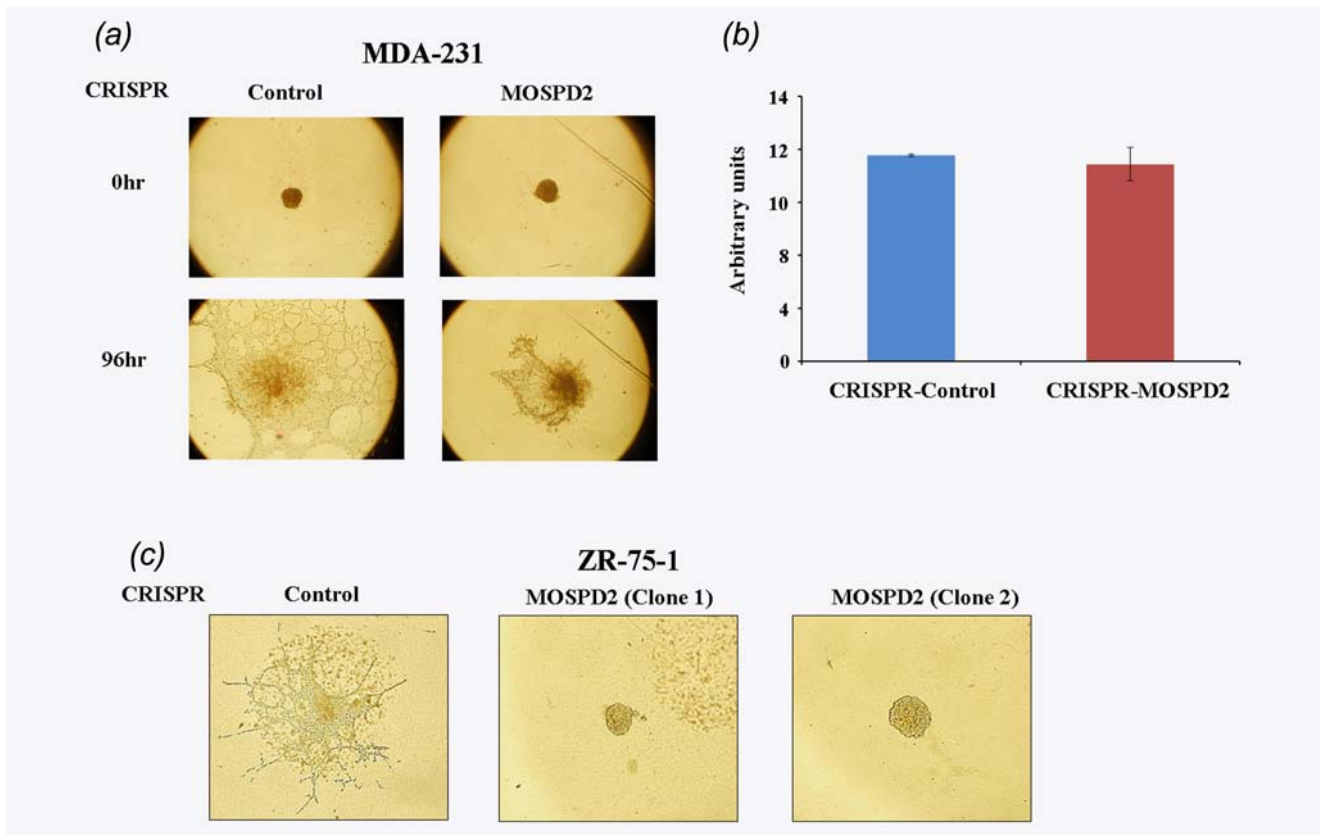 (a)
MDA-231
CRISPR Control MOSPD2
0hr
96hr
(b)
14
12
12
8
4
0
Arbitrary units
CRISPR-Control CRISPR-MOSPD2
(c)
ZR-75-1
CRISPR Control MOSPD2 (Clone 1) MOSPD2 (Clone 2)